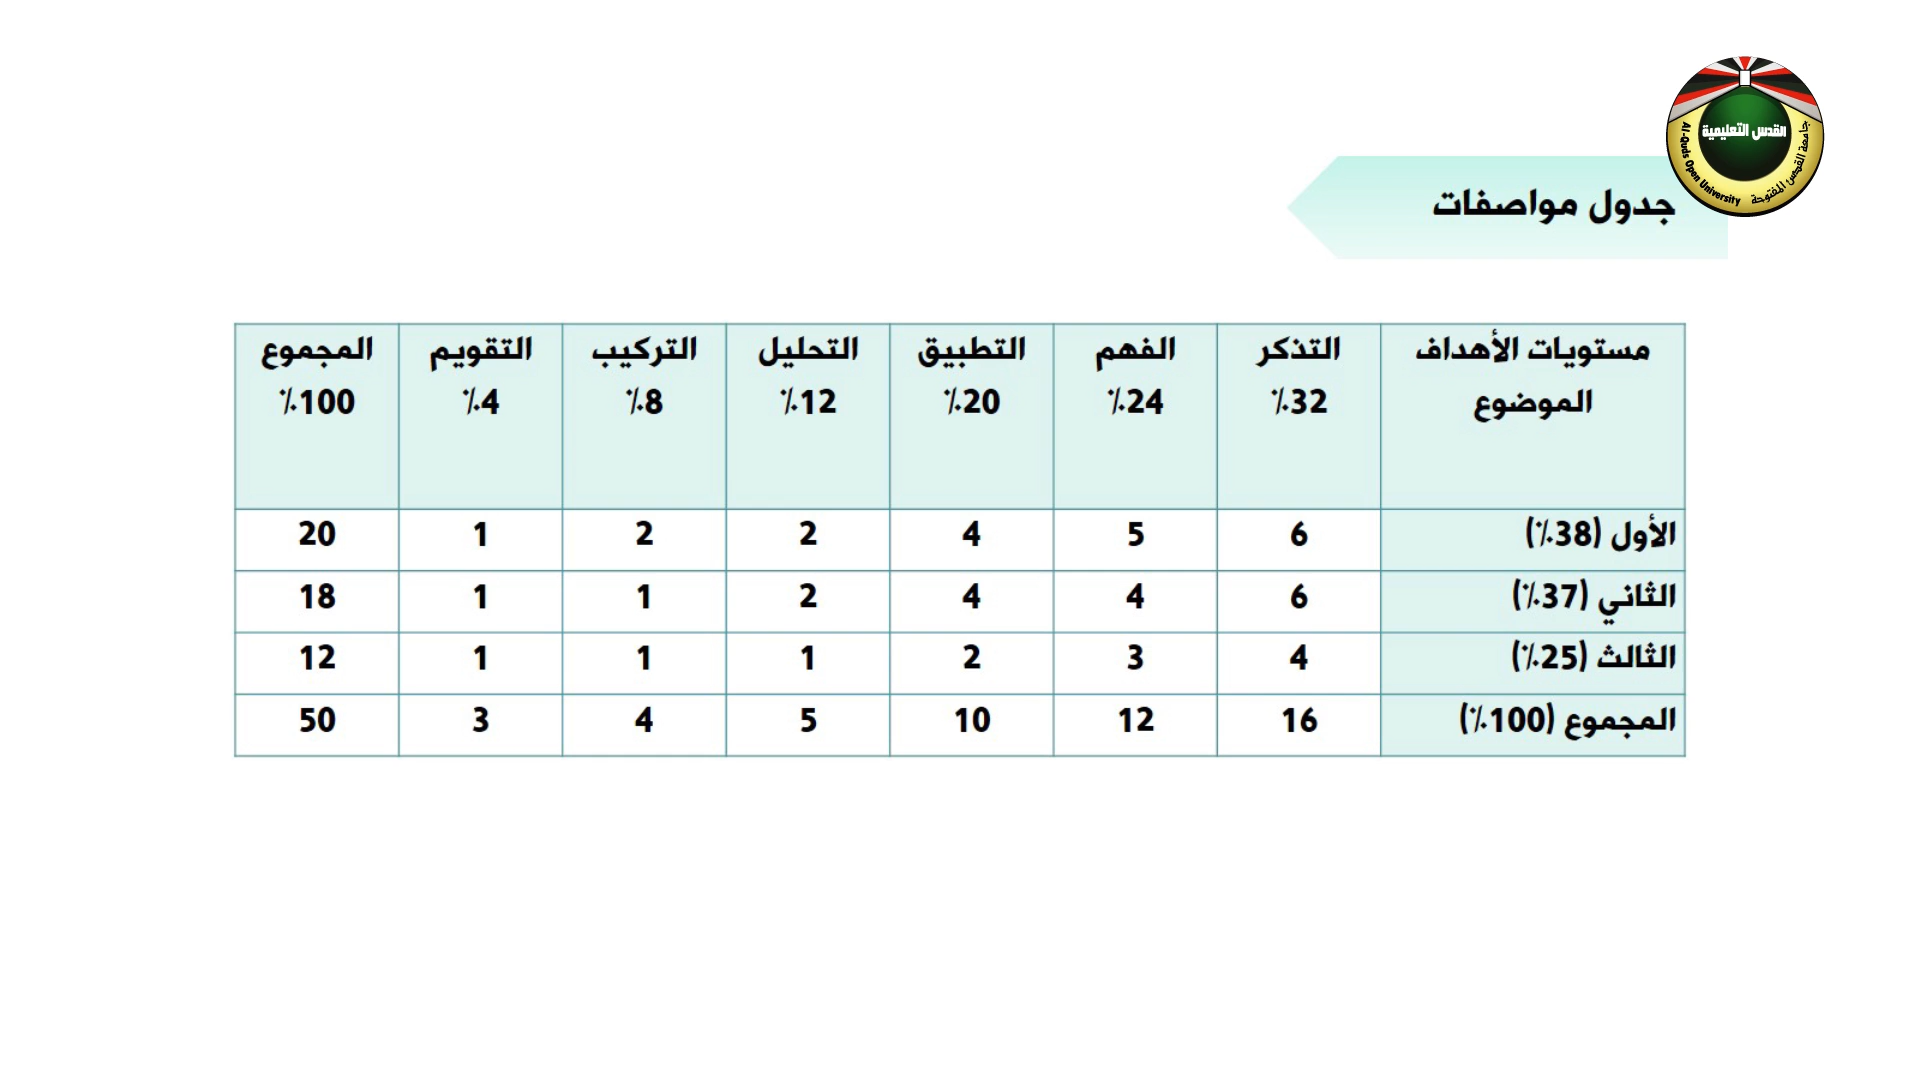 القدس التعليمية
Al-Quds Open University جامعة القدس المفتوحة
جدول مواصفات
مستويات الأهداف الموضوع التذكر 32٪ الفهم 24٪ التطبيق 20٪ التحليل 12٪ التركيب 8٪ التقويم 4٪ المجموع 100٪
الأول (38٪) 6 5 4 2 2 1 20
الثاني (37٪) 6 4 4 2 1 1 18
الثالث (25٪) 4 3 2 1 1 1 12
المجموع (100٪) 16 12 10 5 4 3 50